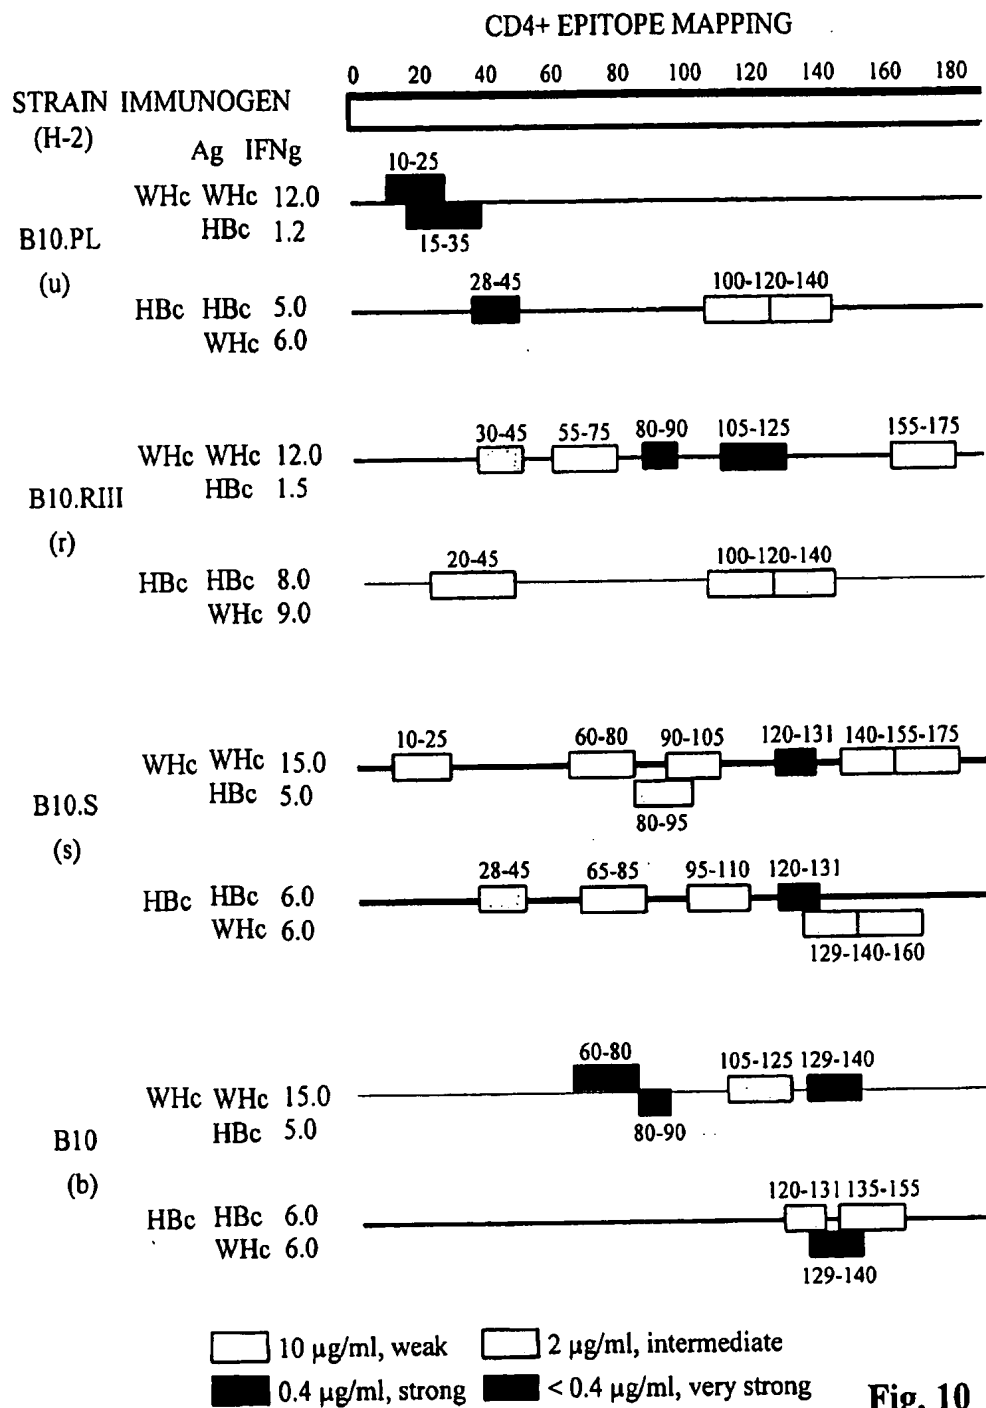 CD4+ EPITOPE MAPPING
0 20 40 60 80 100 120 140 160 180
STRAIN IMMUNOGEN
(H-2)
Ag IFNg
10-25
WHc WHc 12.0
HBc 1.2
15-35
B10.PL
(u)
28-45 100-120-140
HBc HBc 5.0
WHc 6.0
30-45 55-75 80-90 105-125 155-175
WHc WHc 12.0
HBc 1.5
B10.RIII
(r)
20-45 100-120-140
HBc HBc 8.0
WHc 9.0
10-25 60-80 90-105 120-131 140-155-175
WHc WHc 15.0
HBc 5.0
80-95
B10.S
(s)
28-45 65-85 95-110 120-131
HBc HBc 6.0
WHc 6.0
129-140-160
60-80 105-125 129-140
WHc WHc 15.0
HBc 5.0
80-90
B10
(b)
120-131 135-155
HBc HBc 6.0
WHc 6.0
129-140
10 µg/ml, weak 2 µg/ml, intermediate
0.4 µg/ml, strong < 0.4 µg/ml, very strong
Fig. 10